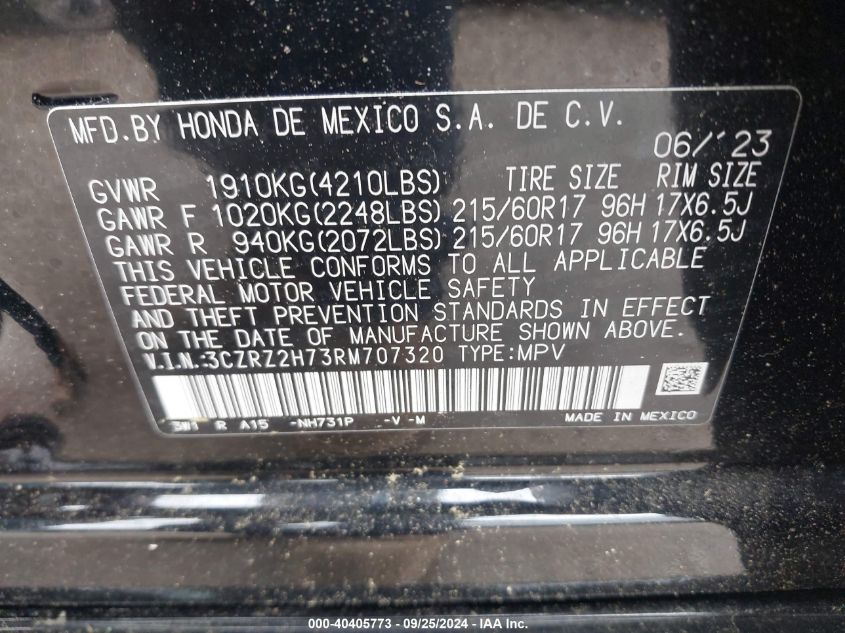 MFD.BY HONDA DE MEXICO S.A. DE C.V.
06/'23
GVWR 1910KG(4210LBS) TIRE SIZE RIM SIZE
GAWR F 1020KG(2248LBS) 215/60R17 96H 17X6.5J
GAWR R 940KG(2072LBS) 215/60R17 96H 17X6.5J
THIS VEHICLE CONFORMS TO ALL APPLICABLE
FEDERAL MOTOR VEHICLE SAFETY
AND THEFT PREVENTION STANDARDS IN EFFECT
ON THE DATE OF MANUFACTURE SHOWN ABOVE.
V.I.N.:3CZRZ2H73RM707320 TYPE:MPV
3W1 R A15 -NH731P -V -M MADE IN MEXICO
000-40405773 - 09/25/2024 - IAA Inc.